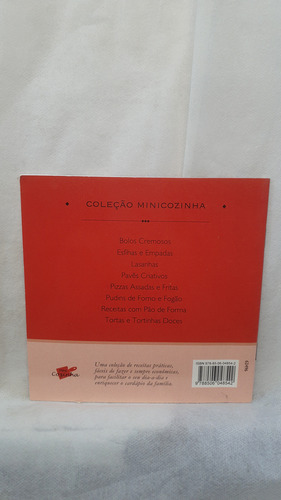 COLEÇÃO MINICOZINHA
Bolos Cremosos
Esfihas e Empadas
Lasanhas
Pavês Criativos
Pizzas Assadas e Fritas
Pudins de Forno e Fogão
Receitas com Pão de Forma
Tortas e Tortinhas Doces
Uma coleção de receitas práticas,
fáceis de fazer e sempre econômicas,
para facilitar o seu dia-a-dia e
enriquecer o cardápio da família.